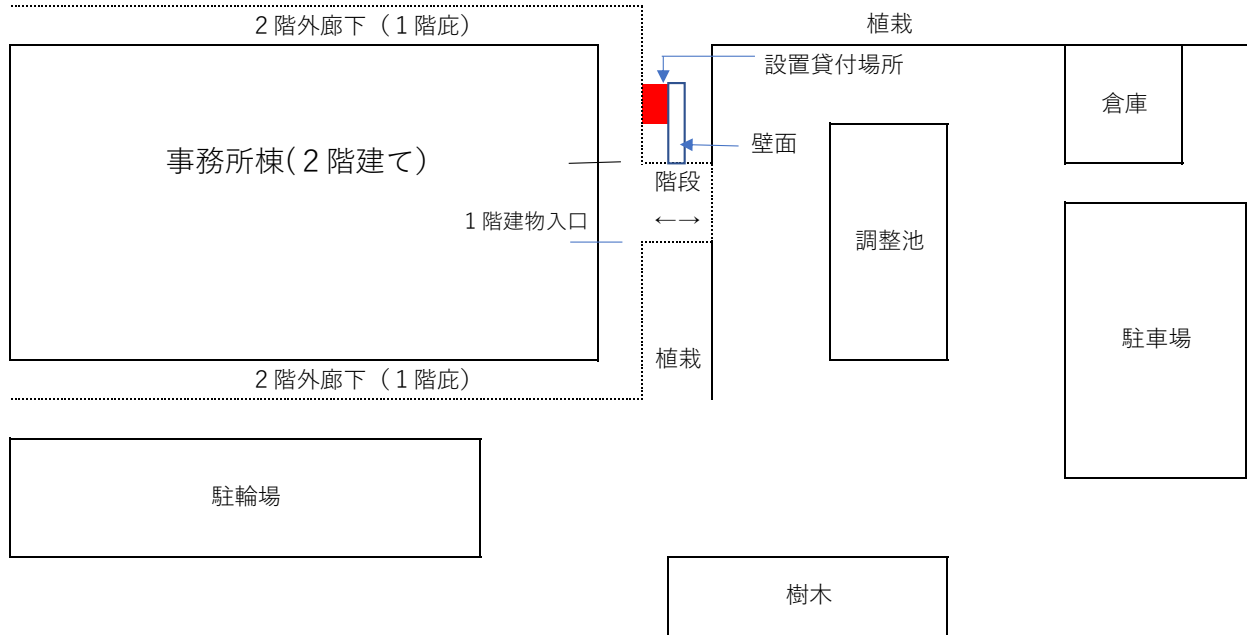 ２階外廊下（１階庇）
植栽
設置貸付場所
倉庫
壁面
事務所棟(２階建て)
階段
←→
１階建物入口
調整池
駐車場
植栽
２階外廊下（１階庇）
駐輪場
樹木